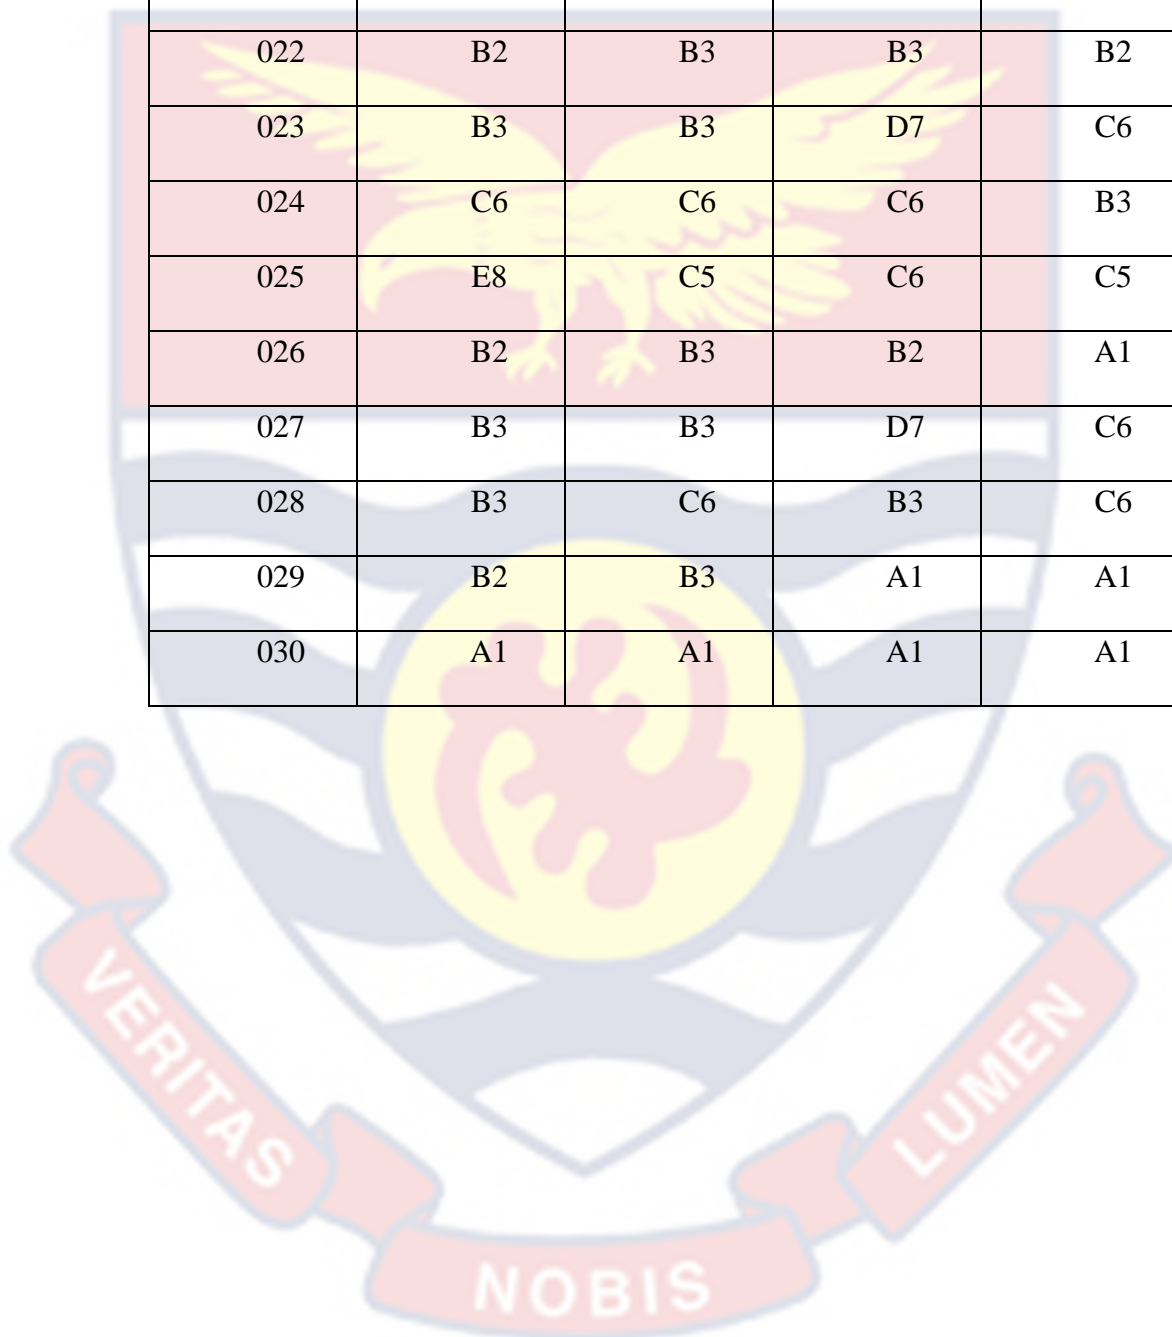 022 B2 B3 B3 B2
023 B3 B3 D7 C6
024 C6 C6 C6 B3
025 E8 C5 C6 C5
026 B2 B3 B2 A1
027 B3 B3 D7 C6
028 B3 C6 B3 C6
029 B2 B3 A1 A1
030 A1 A1 A1 A1
VERITAS
NOBIS
LUMEN